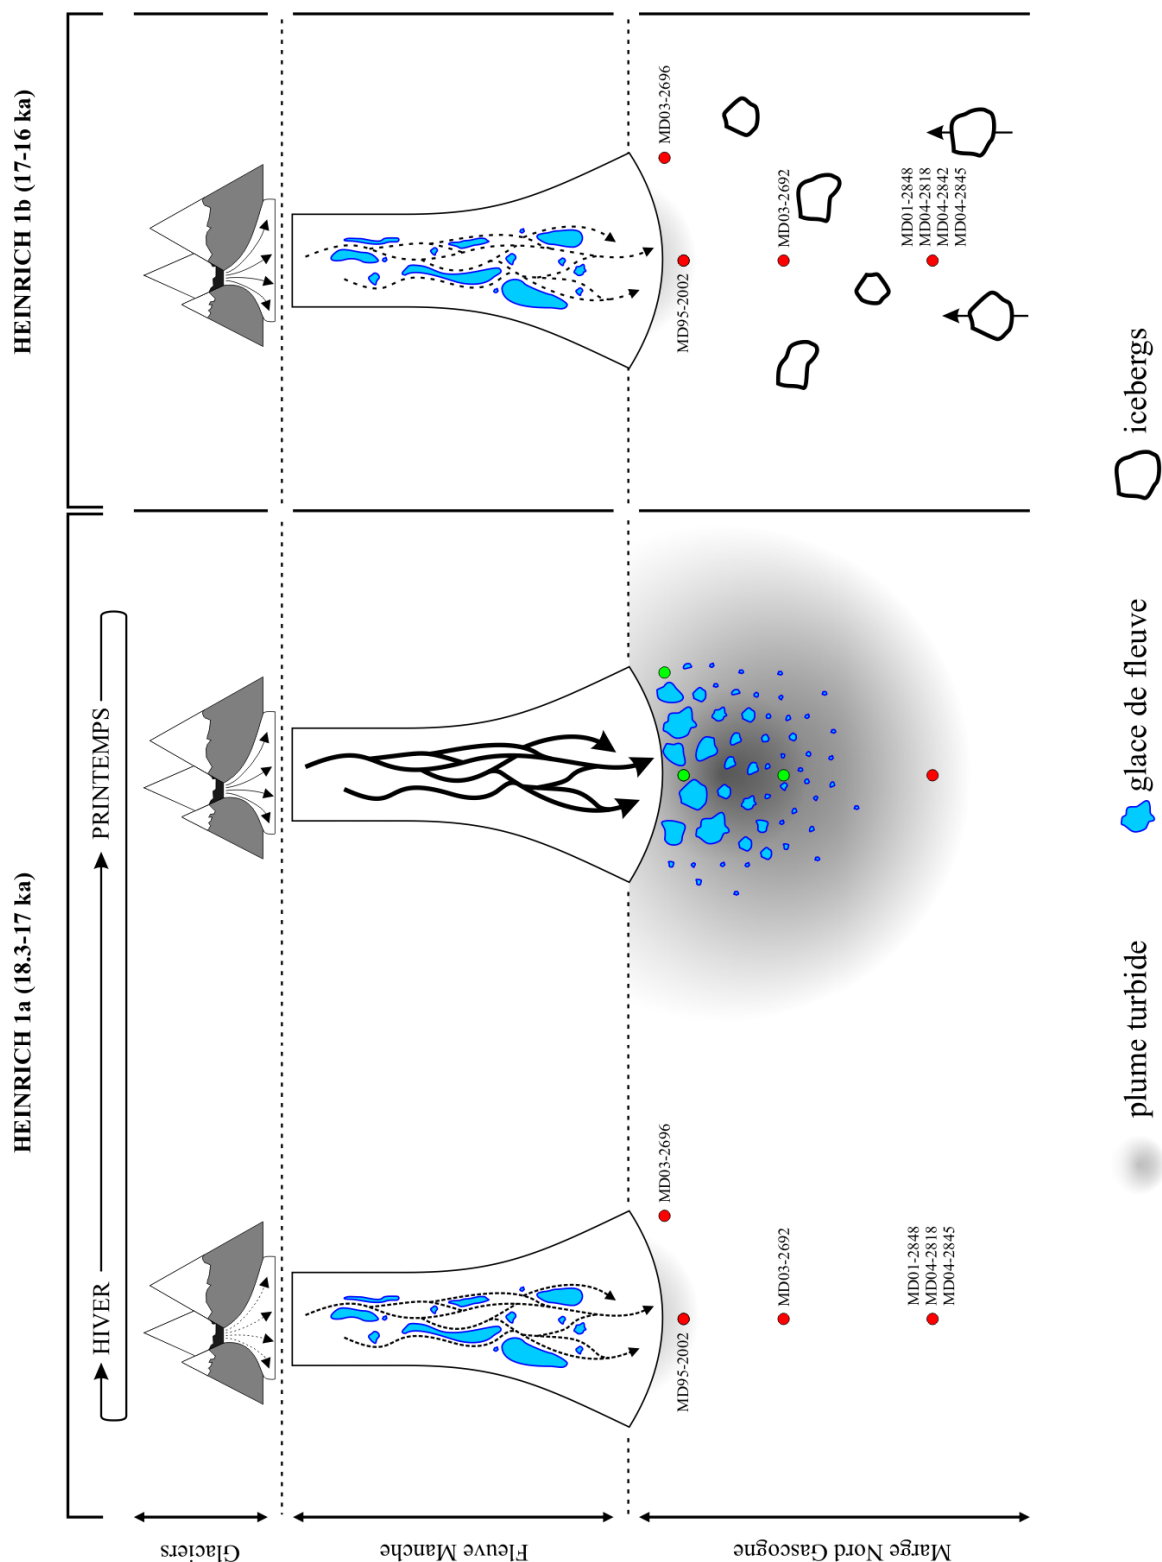 HEINRICH 1a (18.3-17 ka)
HEINRICH 1b (17-16 ka)
HIVER
PRINTEMPS
Glaciers
Fleuve Manche
Marge Nord Gascogne
MD95-2002
MD03-2696
MD03-2692
MD01-2848
MD04-2818
MD04-2845
MD95-2002
MD03-2696
MD03-2692
MD01-2848
MD04-2818
MD04-2842
MD04-2845
plume turbide
glace de fleuve
icebergs